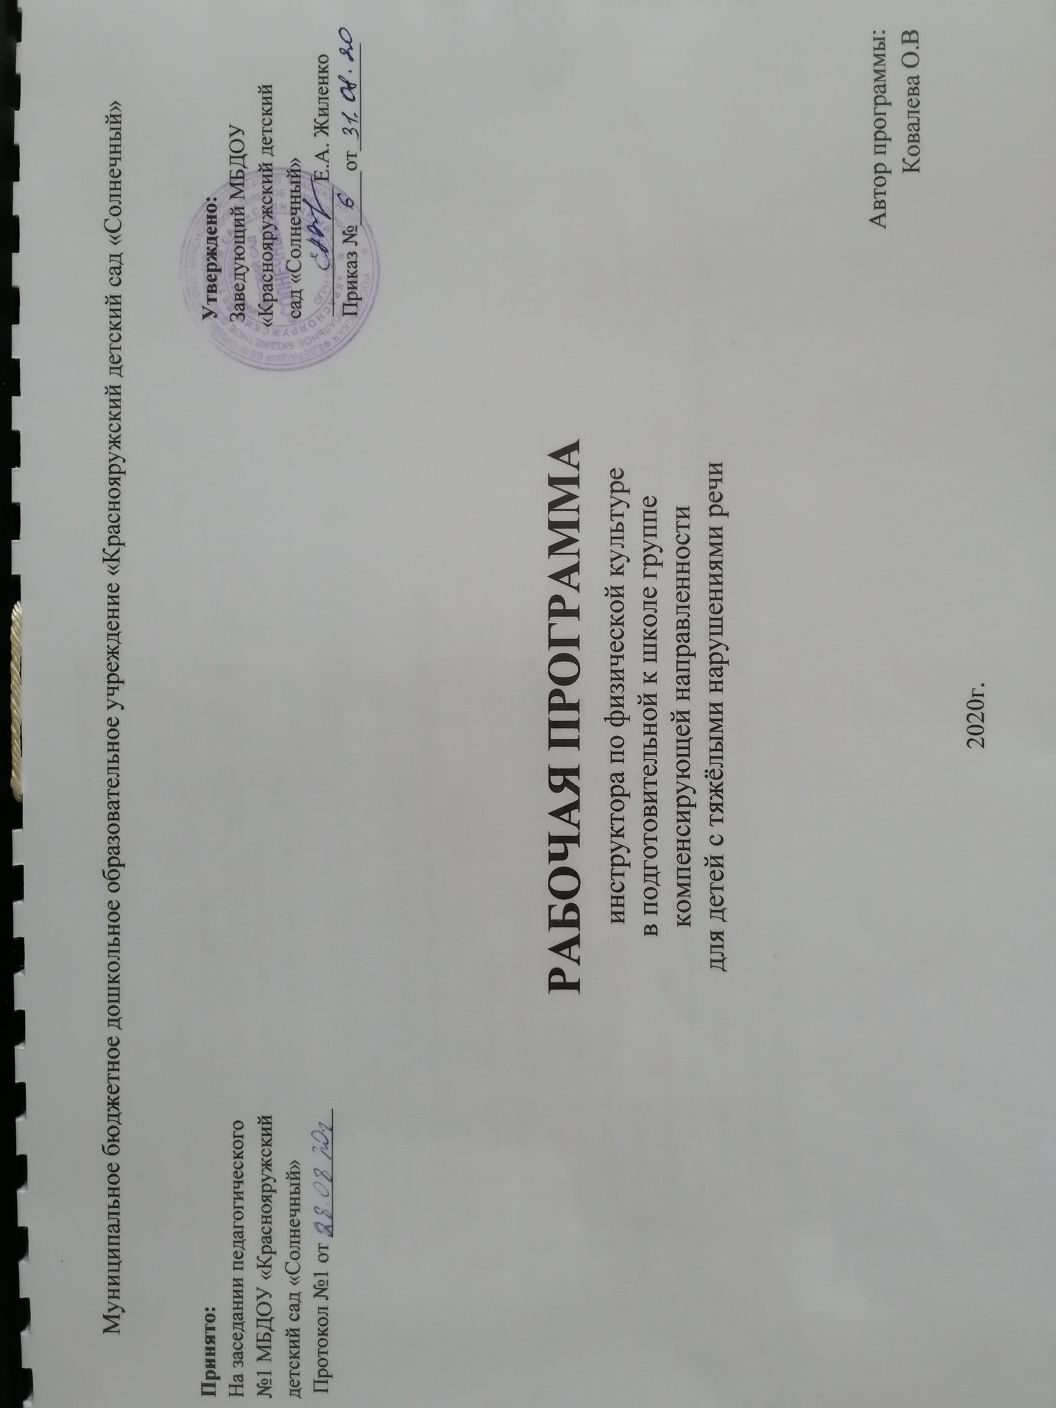 Муниципальное бюджетное дошкольное образовательное учреждение «Краснояружский детский сад «Солнечный»
Принято:
На заседании педагогического
№1 МБДОУ «Краснояружский
детский сад «Солнечный»
Протокол №1 от 28.08.20г
Утверждено:
Заведующий МБДОУ
«Краснояружский детский
сад «Солнечный»
Е.А. Жиленко
Приказ № 6 от 31.08.20
РАБОЧАЯ ПРОГРАММА
инструктора по физической культуре
в подготовительной к школе группе
компенсирующей направленности
для детей с тяжёлыми нарушениями речи
Автор программы:
Ковалева О.В
2020г.